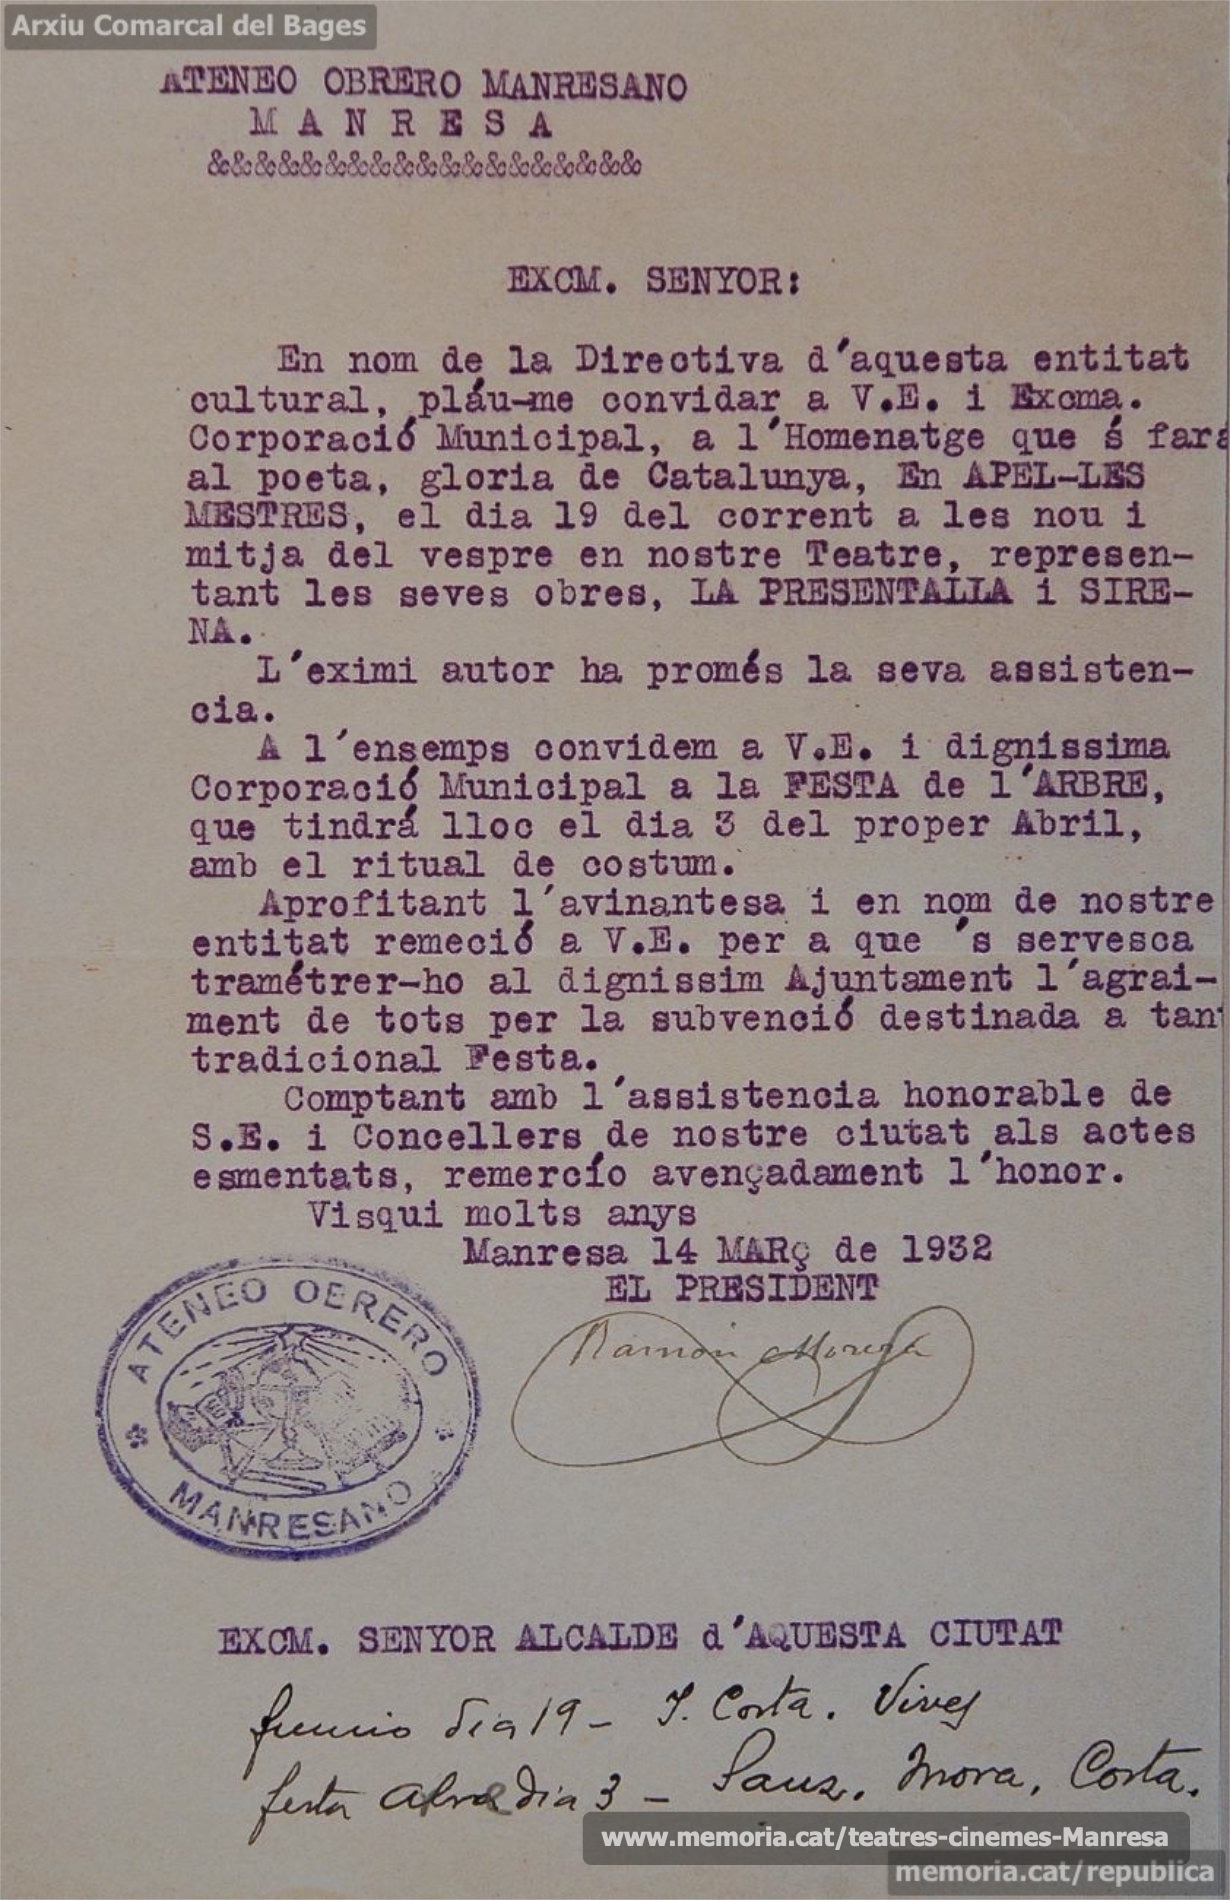 Arxiu Comarcal del Bages
ATENEO OBRERO MANRESANO
M A N R E S A
&&&&&&&&&&&&&&&&&&&
EXCM. SENYOR:
En nom de la Directiva d´aquesta entitat
cultural, pláu-me convidar a V.E. i Excma.
Corporació Municipal, a l´Homenatge que ś fara
al poeta, gloria de Catalunya, En APEL-LES
MESTRES, el dia 19 del corrent a les nou i
mitja del vespre en nostre Teatre, represen-
tant les seves obres, LA PRESENTALLA i SIRE-
NA.
L´eximi autor ha promés la seva assisten-
cia.
A l´ensemps convidem a V.E. i dignissima
Corporació Municipal a la FESTA de l´ARBRE,
que tindrá lloc el dia 3 del proper Abril,
amb el ritual de costum.
Aprofitant l´avinantesa i en nom de nostre
entitat remeció a V.E. per a que ´s servesca
tramétrer-ho al dignissim Ajuntament l´agrai-
ment de tots per la subvenció destinada a tant
tradicional Festa.
Comptant amb l´assistencia honorable de
S.E. i Concellers de nostre ciutat als actes
esmentats, remercío avençadament l´honor.
Visqui molts anys
Manresa 14 MARç de 1932
EL PRESIDENT
Ramón
ATENEO OBRERO
MANRESANO
EXCM. SENYOR ALCALDE d´AQUESTA CIUTAT
dia 19 - J. Costa. Vives
festa dia 3 - Sanz. Mora, Costa.
www.memoria.cat/teatres-cinemes-Manresa
memoria.cat/republica